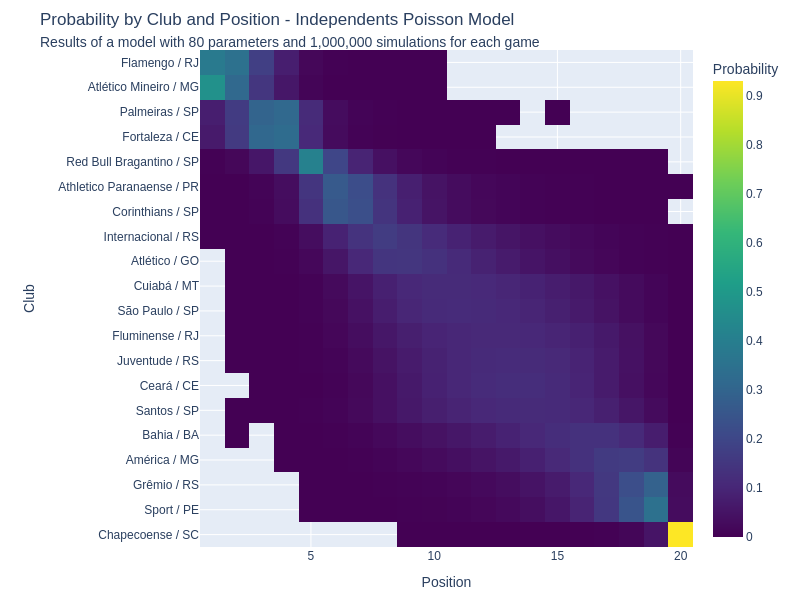 Probability by Club and Position - Independents Poisson Model
Results of a model with 80 parameters and 1,000,000 simulations for each game
Probability
Club
Flamengo / RJ
Atlético Mineiro / MG
Palmeiras / SP
Fortaleza / CE
Red Bull Bragantino / SP
Athletico Paranaense / PR
Corinthians / SP
Internacional / RS
Atlético / GO
Cuiabá / MT
São Paulo / SP
Fluminense / RJ
Juventude / RS
Ceará / CE
Santos / SP
Bahia / BA
América / MG
Grêmio / RS
Sport / PE
Chapecoense / SC
0.9
0.8
0.7
0.6
0.5
0.4
0.3
0.2
0.1
0
5 10 15 20
Position